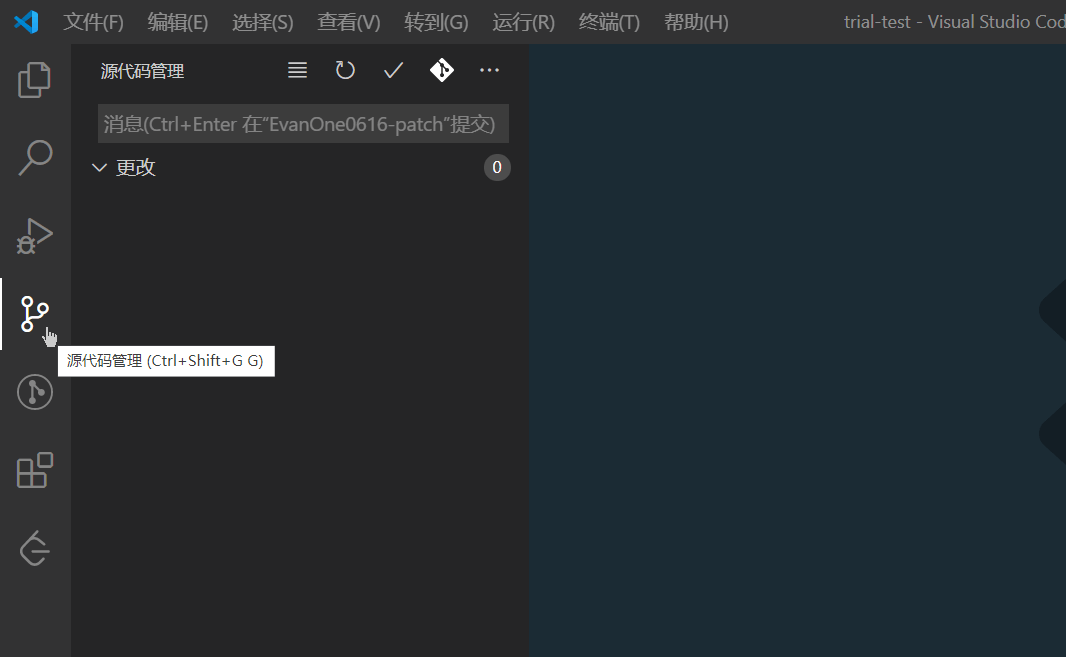 文件(F) 编辑(E) 选择(S) 查看(V) 转到(G) 运行(R) 终端(T) 帮助(H) trial-test - Visual Studio Cod
源代码管理
消息(Ctrl+Enter 在“EvanOne0616-patch”提交)
更改 0
源代码管理 (Ctrl+Shift+G G)